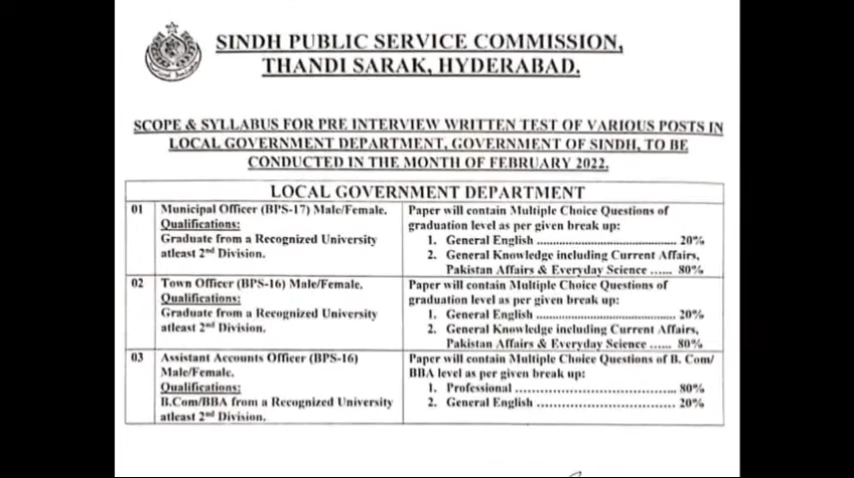 SINDH PUBLIC SERVICE COMMISSION,
THANDI SARAK, HYDERABAD.
SCOPE & SYLLABUS FOR PRE INTERVIEW WRITTEN TEST OF VARIOUS POSTS IN
LOCAL GOVERNMENT DEPARTMENT, GOVERNMENT OF SINDH, TO BE
CONDUCTED IN THE MONTH OF FEBRUARY 2022.
LOCAL GOVERNMENT DEPARTMENT
01 Municipal Officer (BPS-17) Male/Female.
Qualifications:
Graduate from a Recognized University
atleast 2nd Division.
Paper will contain Multiple Choice Questions of
graduation level as per given break up:
1. General English .......................................... 20%
2. General Knowledge including Current Affairs,
Pakistan Affairs & Everyday Science ...... 80%
02 Town Officer (BPS-16) Male/Female.
Qualifications:
Graduate from a Recognized University
atleast 2nd Division.
Paper will contain Multiple Choice Questions of
graduation level as per given break up:
1. General English .......................................... 20%
2. General Knowledge including Current Affairs,
Pakistan Affairs & Everyday Science ...... 80%
03 Assistant Accounts Officer (BPS-16)
Male/Female.
Qualifications:
B.Com/BBA from a Recognized University
atleast 2nd Division.
Paper will contain Multiple Choice Questions of B. Com/
BBA level as per given break up:
1. Professional .......................................... 80%
2. General English .................................... 20%